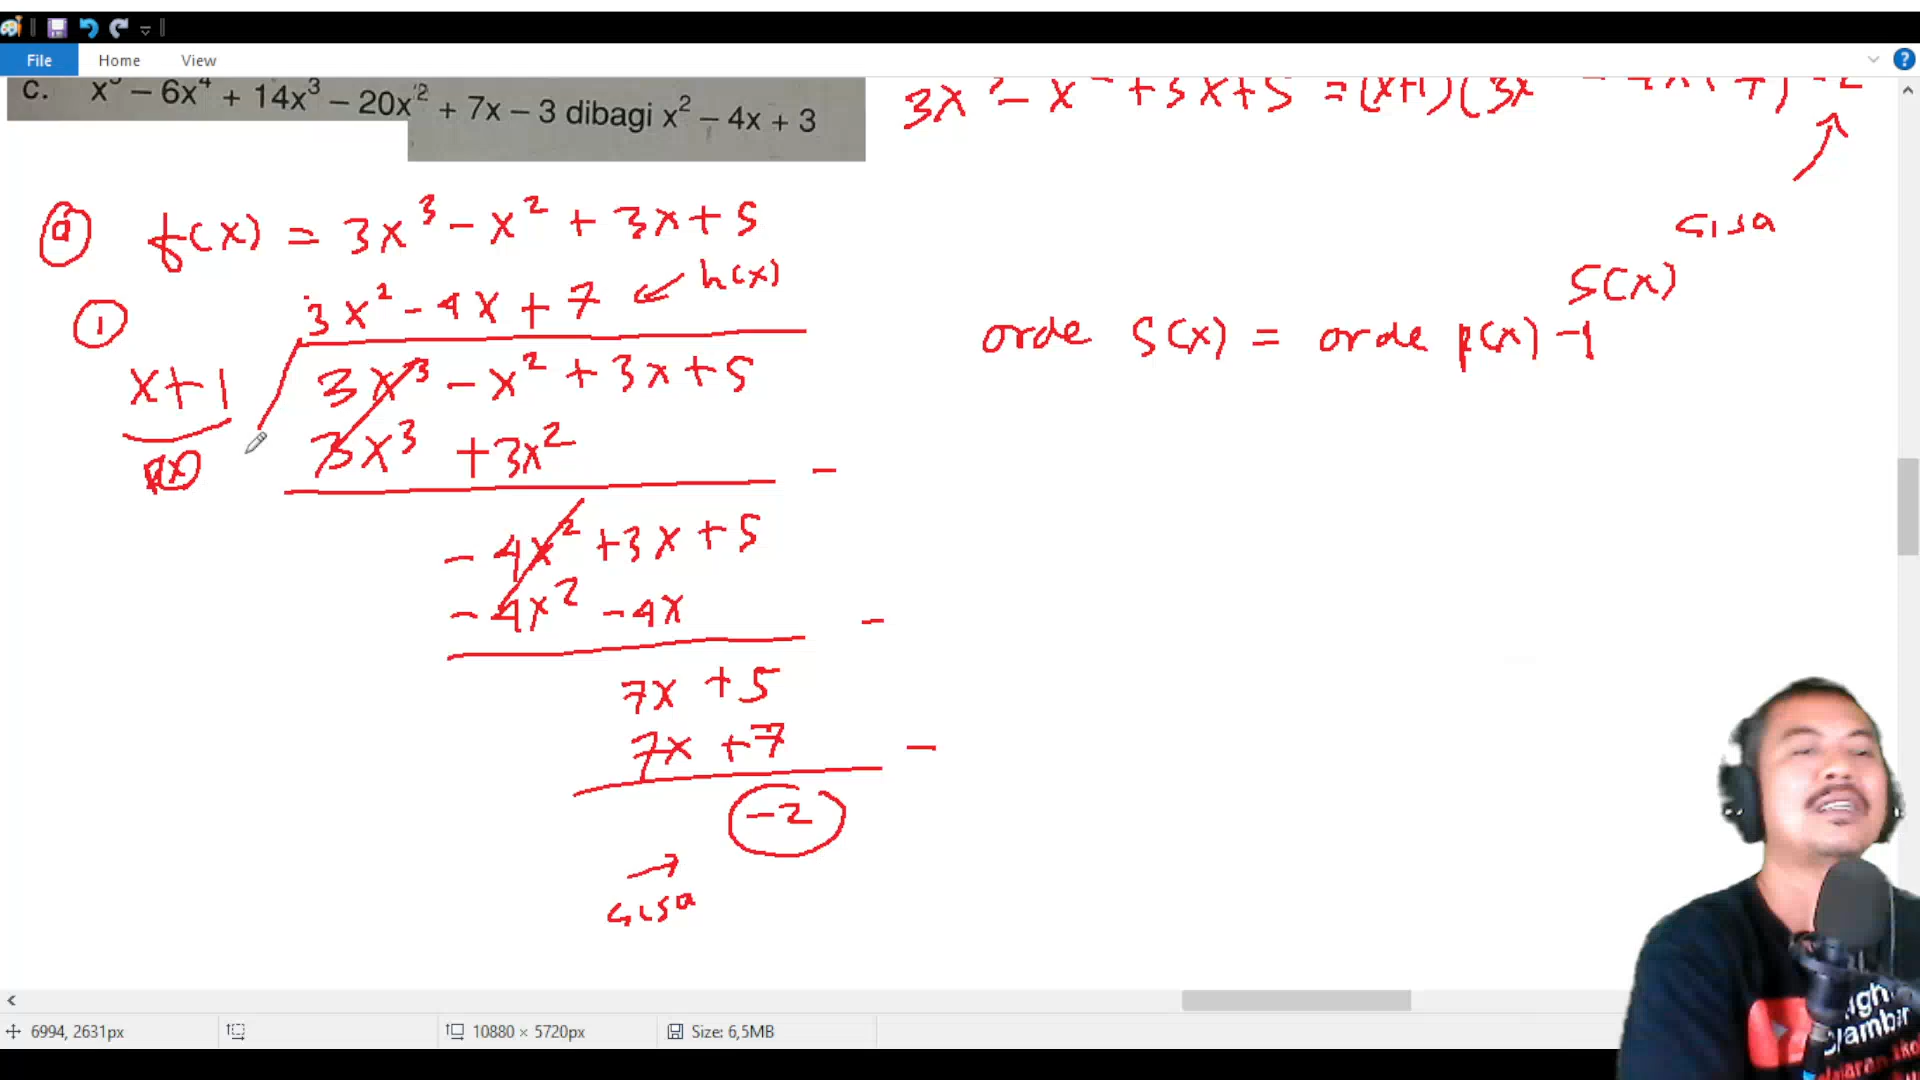 File Home View
c. x⁵ – 6x⁴ + 14x³ – 20x² + 7x – 3 dibagi x² – 4x + 3
3x³ – x² + 3x + 5 = (x+1)(3x² – 4x + 7) – 2
sisa
S(x)
orde S(x) = orde p(x) – 1
ⓐ f(x) = 3x³ – x² + 3x + 5
① 3x² – 4x + 7 ← h(x)
x + 1
p(x)
3x³ – x² + 3x + 5
3x³ + 3x²
–
– 4x² + 3x + 5
– 4x² – 4x
–
7x + 5
7x + 7
–
– 2
→
sisa
6994, 2631px
10880 × 5720px
Size: 6,5MB